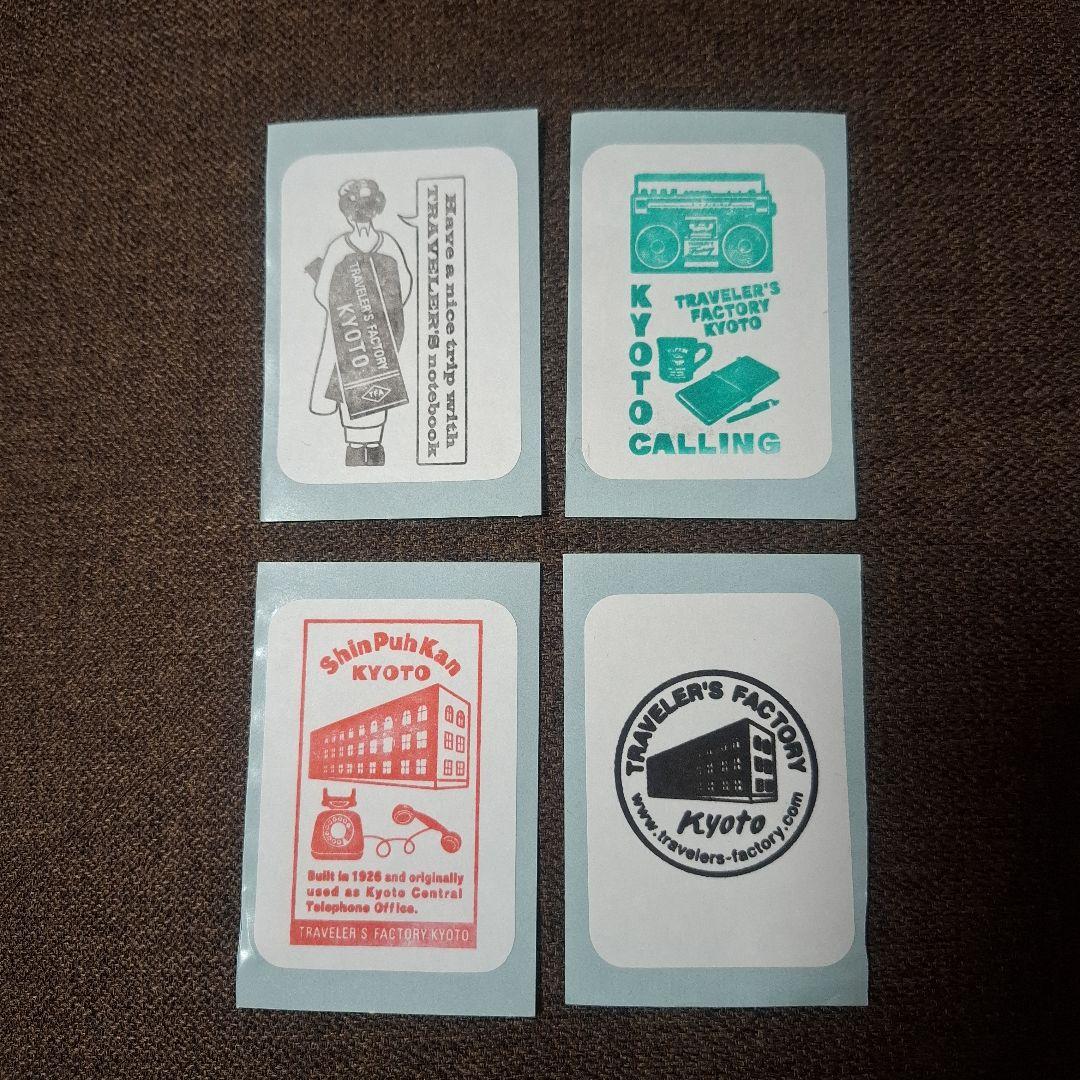 Have a nice trip with
TRAVELER'S notebook
TRAVELER'S FACTORY
KYOTO
KYOTO
CALLING
TRAVELER'S
FACTORY
KYOTO
ShinPuhKan
KYOTO
Built in 1926 and originally
used as Kyoto Central
Telephone Office.
TRAVELER'S FACTORY KYOTO
TRAVELER'S FACTORY
Kyoto
www.travelers-factory.com